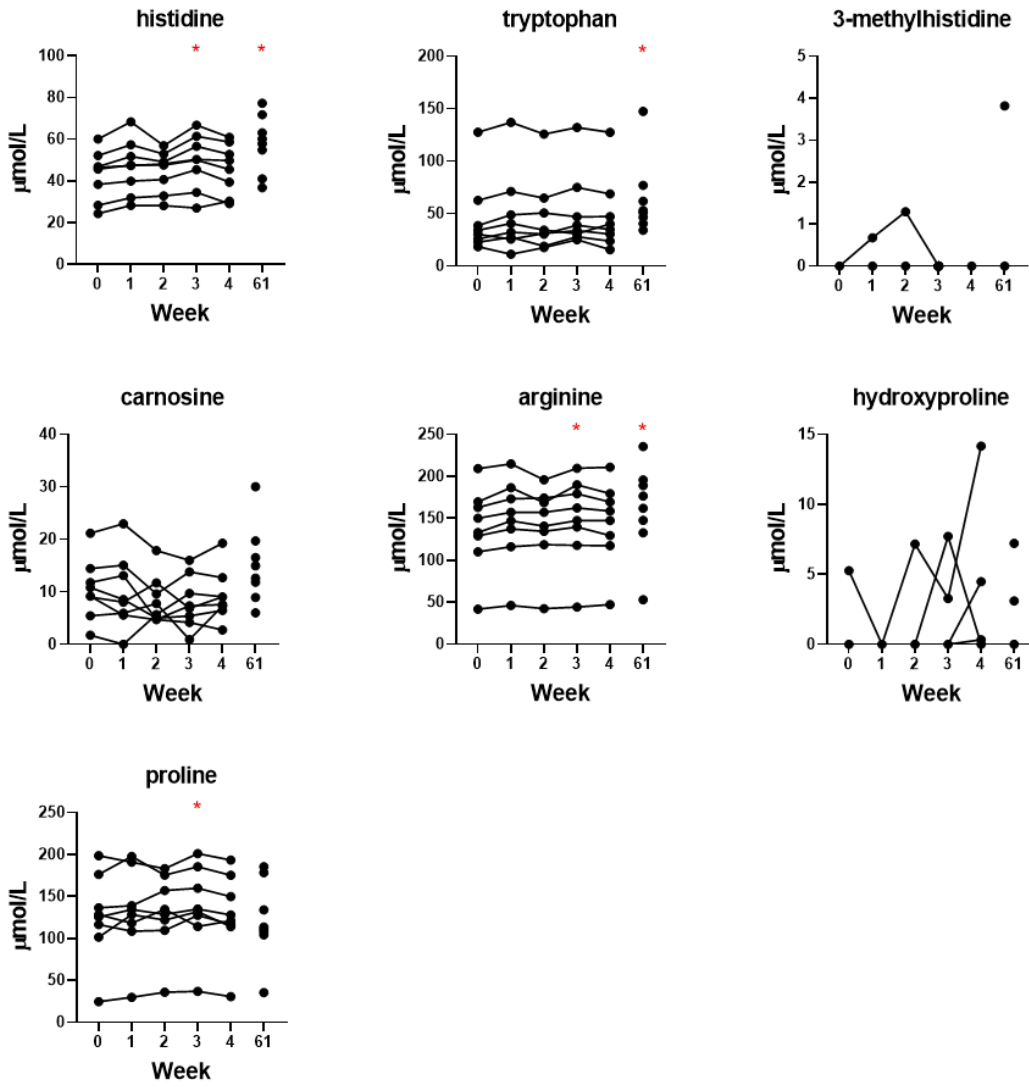 histidine
* *
100
80
60
40
20
0
µmol/L
0 1 2 3 4 61
Week
tryptophan
*
200
150
100
50
0
µmol/L
0 1 2 3 4 61
Week
3-methylhistidine
5
4
3
2
1
0
µmol/L
0 1 2 3 4 61
Week
carnosine
40
30
20
10
0
µmol/L
0 1 2 3 4 61
Week
arginine
* *
250
200
150
100
50
0
µmol/L
0 1 2 3 4 61
Week
hydroxyproline
15
10
5
0
µmol/L
0 1 2 3 4 61
Week
proline
*
250
200
150
100
50
0
µmol/L
0 1 2 3 4 61
Week